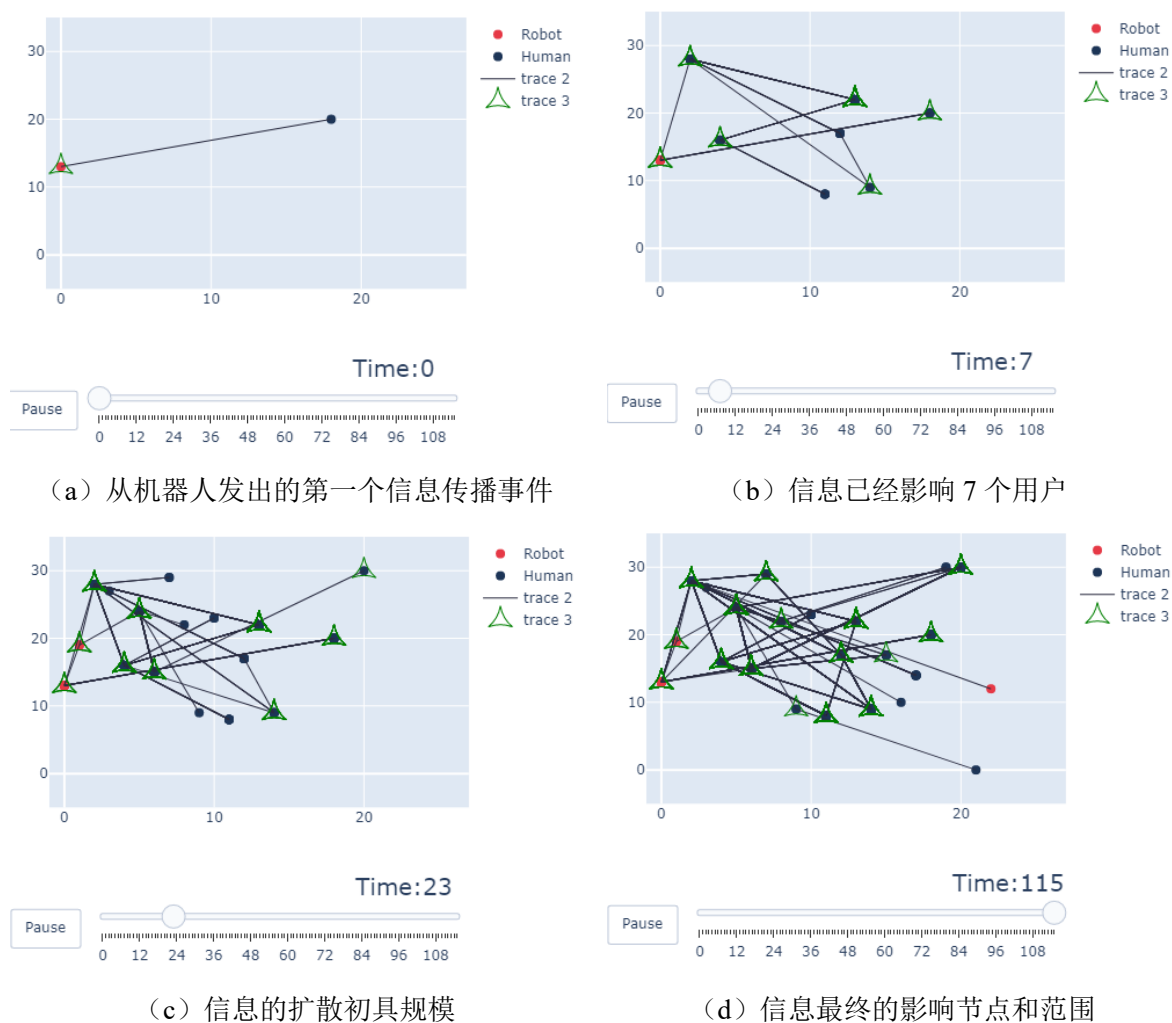 30
20
10
0
0 10 20
Robot
Human
trace 2
trace 3
Time:0
Pause
0 12 24 36 48 60 72 84 96 108
(a)从机器人发出的第一个信息传播事件
30
20
10
0
0 10 20
Robot
Human
trace 2
trace 3
Time:7
Pause
0 12 24 36 48 60 72 84 96 108
(b)信息已经影响 7 个用户
30
20
10
0
0 10 20
Robot
Human
trace 2
trace 3
Time:23
Pause
0 12 24 36 48 60 72 84 96 108
(c)信息的扩散初具规模
30
20
10
0
0 10 20
Robot
Human
trace 2
trace 3
Time:115
Pause
0 12 24 36 48 60 72 84 96 108
(d)信息最终的影响节点和范围